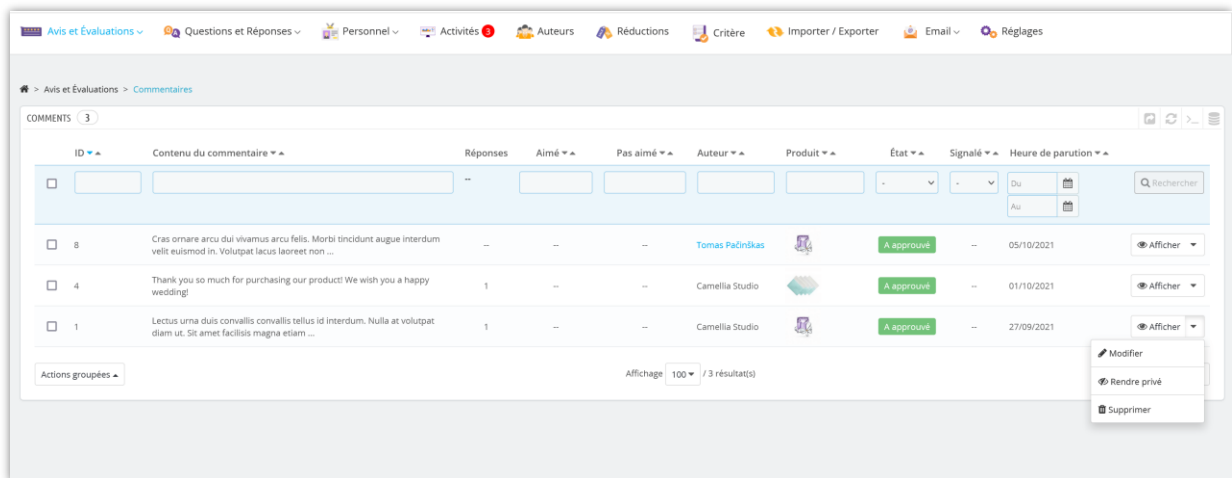 Avis et Évaluations Questions et Réponses Personnel Activités 3 Auteurs Réductions Critère Importer / Exporter Email Réglages
> Avis et Évaluations > Commentaires
COMMENTS 3
ID Contenu du commentaire Réponses Aimé Pas aimé Auteur Produit État Signalé Heure de parution
-- - - Du Rechercher
Au
8 Cras ornare arcu dui vivamus arcu felis. Morbi tincidunt augue interdum
velit euismod in. Volutpat lacus laoreet non ... -- -- -- Tomas Pačinškas A approuvé -- 05/10/2021 Afficher
4 Thank you so much for purchasing our product! We wish you a happy
wedding! 1 -- -- Camellia Studio A approuvé -- 01/10/2021 Afficher
1 Lectus urna duis convallis convallis tellus id interdum. Nulla at volutpat
diam ut. Sit amet facilisis magna etiam ... 1 -- -- Camellia Studio A approuvé -- 27/09/2021 Afficher
Modifier
Actions groupées Affichage 100 / 3 résultat(s)
Rendre privé
Supprimer